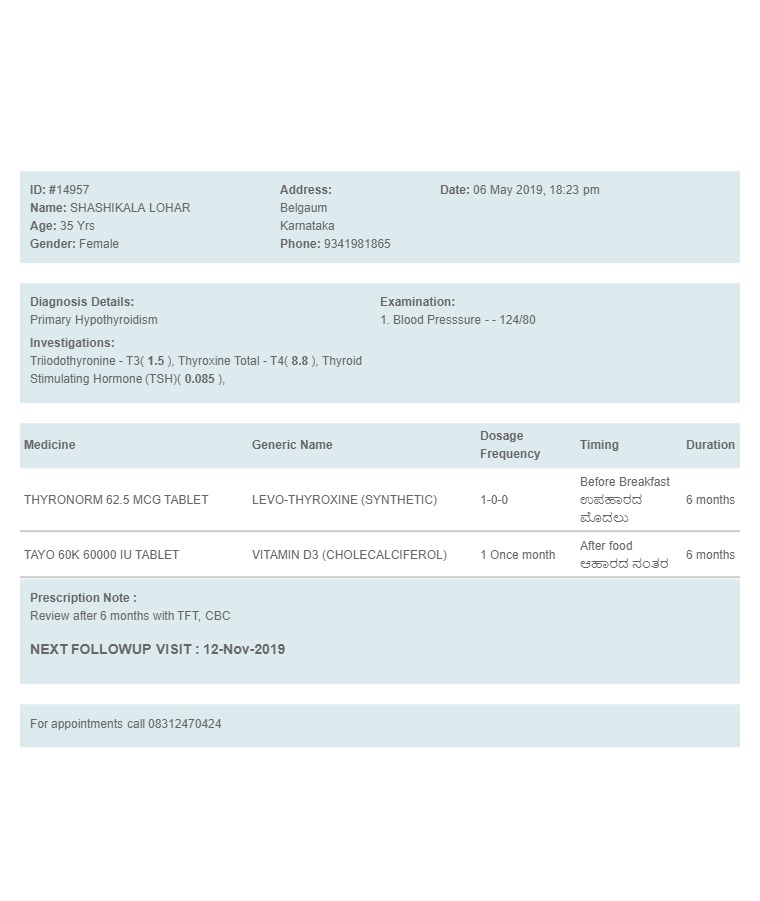 ID: #14957
Name: SHASHIKALA LOHAR
Age: 35 Yrs
Gender: Female
Address:
Belgaum
Karnataka
Phone: 9341981865
Date: 06 May 2019, 18:23 pm
Diagnosis Details:
Primary Hypothyroidism
Investigations:
Triiodothyronine - T3( 1.5 ), Thyroxine Total - T4( 8.8 ), Thyroid
Stimulating Hormone (TSH)( 0.085 ),
Examination:
1. Blood Presssure - - 124/80
Medicine Generic Name Dosage Frequency Timing Duration
THYRONORM 62.5 MCG TABLET LEVO-THYROXINE (SYNTHETIC) 1-0-0 Before Breakfast 6 months
ಉಪಹಾರದ
ಮೊದಲು
TAYO 60K 60000 IU TABLET VITAMIN D3 (CHOLECALCIFEROL) 1 Once month After food 6 months
ಆಹಾರದ ನಂತರ
Prescription Note :
Review after 6 months with TFT, CBC
NEXT FOLLOWUP VISIT : 12-Nov-2019
For appointments call 08312470424